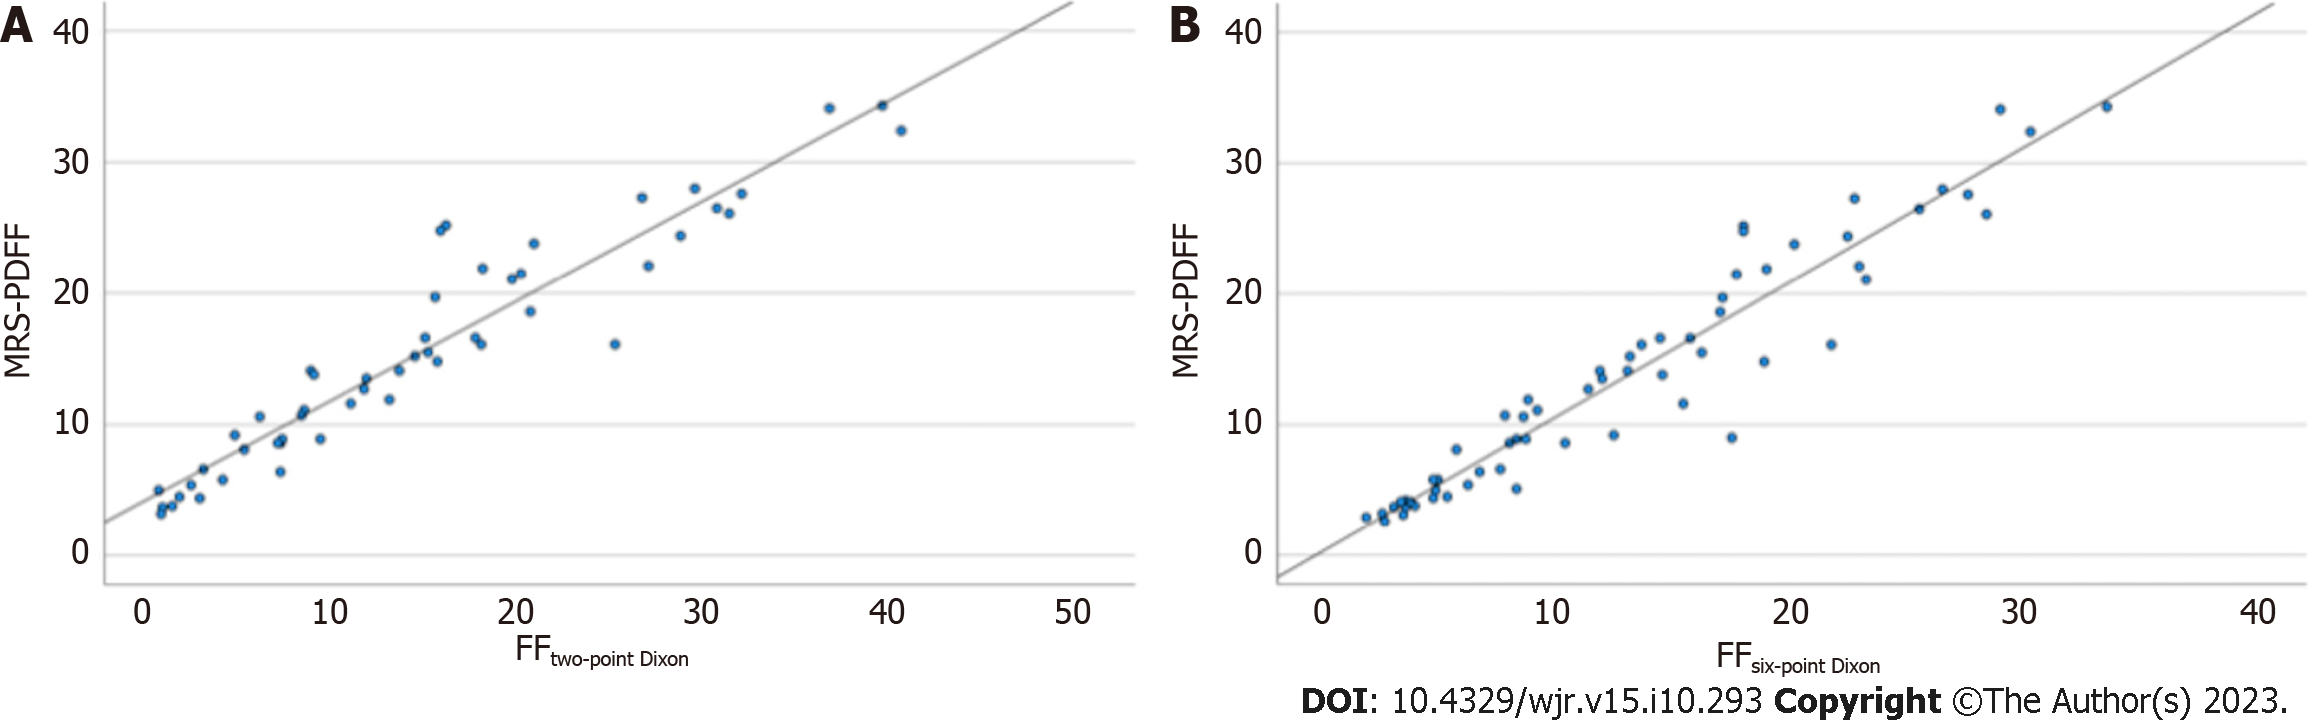 A
MRS-PDFF
40
30
20
10
0
0 10 20 30 40 50
FFtwo-point Dixon
B
MRS-PDFF
40
30
20
10
0
0 10 20 30 40
FFsix-point Dixon
DOI: 10.4329/wjr.v15.i10.293 Copyright ©The Author(s) 2023.